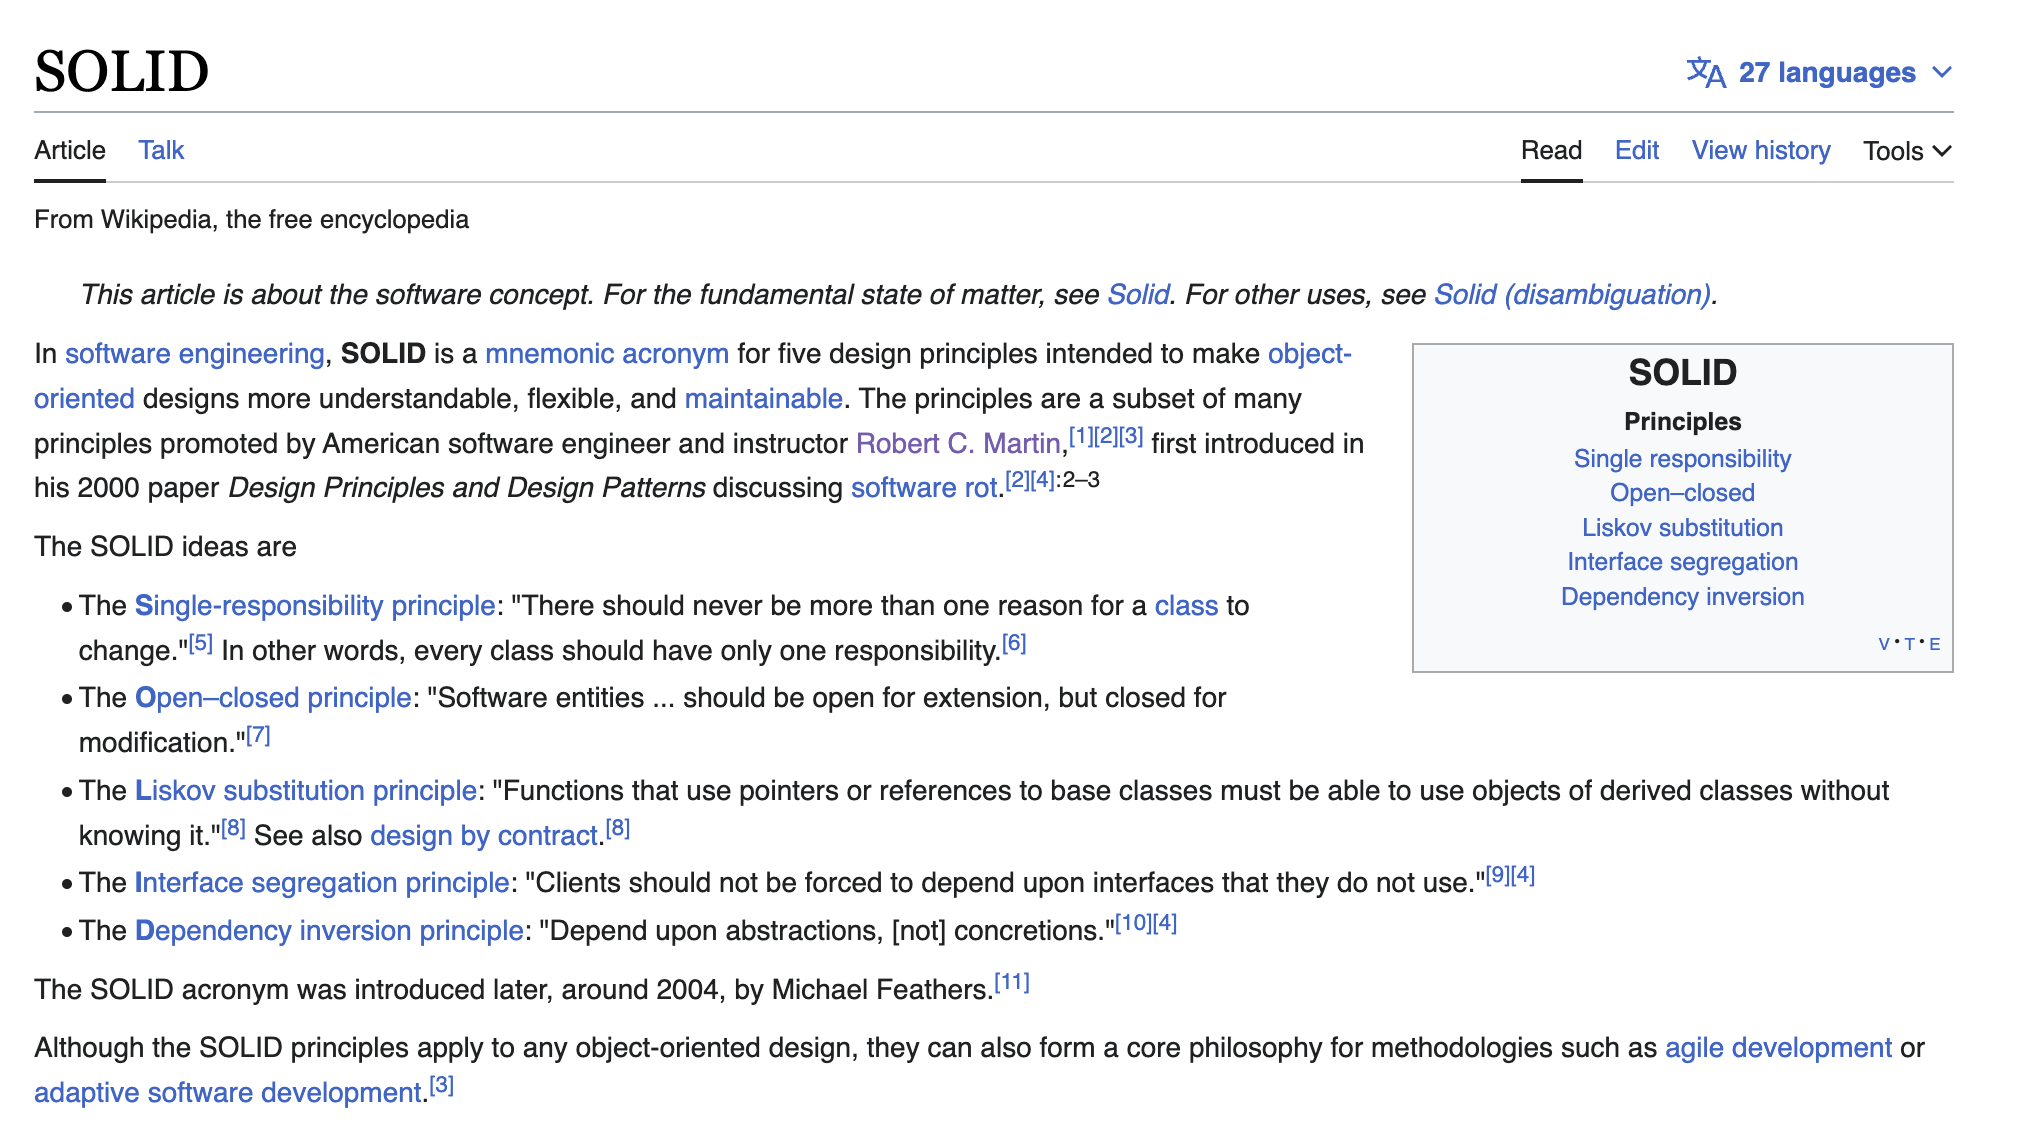 SOLID
27 languages
Article Talk Read Edit View history Tools
From Wikipedia, the free encyclopedia
This article is about the software concept. For the fundamental state of matter, see Solid. For other uses, see Solid (disambiguation).
In software engineering, SOLID is a mnemonic acronym for five design principles intended to make object-
oriented designs more understandable, flexible, and maintainable. The principles are a subset of many
principles promoted by American software engineer and instructor Robert C. Martin,[1][2][3] first introduced in
his 2000 paper Design Principles and Design Patterns discussing software rot.[2][4]:2–3
SOLID
Principles
Single responsibility
Open–closed
Liskov substitution
Interface segregation
Dependency inversion
V • T • E
The SOLID ideas are
• The Single-responsibility principle: "There should never be more than one reason for a class to
change."[5] In other words, every class should have only one responsibility.[6]
• The Open–closed principle: "Software entities ... should be open for extension, but closed for
modification."[7]
• The Liskov substitution principle: "Functions that use pointers or references to base classes must be able to use objects of derived classes without
knowing it."[8] See also design by contract.[8]
• The Interface segregation principle: "Clients should not be forced to depend upon interfaces that they do not use."[9][4]
• The Dependency inversion principle: "Depend upon abstractions, [not] concretions."[10][4]
The SOLID acronym was introduced later, around 2004, by Michael Feathers.[11]
Although the SOLID principles apply to any object-oriented design, they can also form a core philosophy for methodologies such as agile development or
adaptive software development.[3]